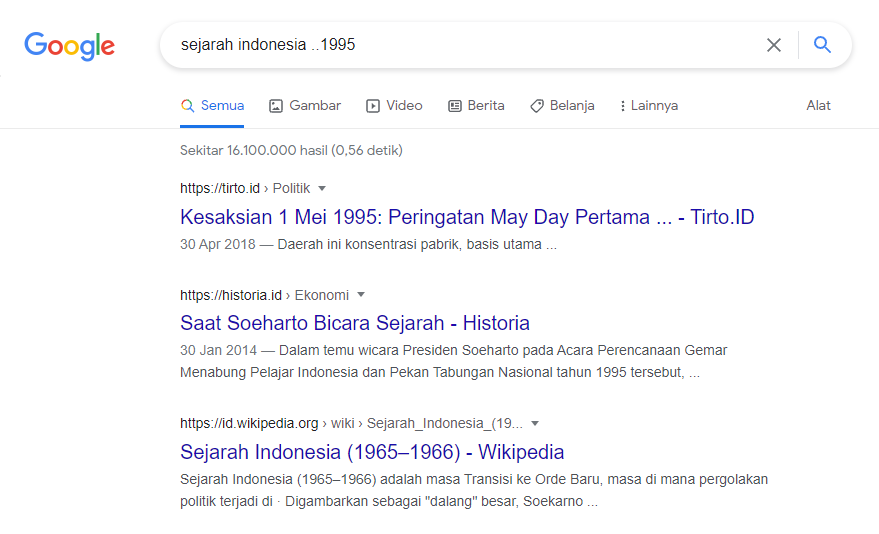 Google
sejarah indonesia ..1995
Semua Gambar Video Berita Belanja Lainnya Alat
Sekitar 16.100.000 hasil (0,56 detik)
https://tirto.id › Politik
Kesaksian 1 Mei 1995: Peringatan May Day Pertama ... - Tirto.ID
30 Apr 2018 — Daerah ini konsentrasi pabrik, basis utama ...
https://historia.id › Ekonomi
Saat Soeharto Bicara Sejarah - Historia
30 Jan 2014 — Dalam temu wicara Presiden Soeharto pada Acara Perencanaan Gemar
Menabung Pelajar Indonesia dan Pekan Tabungan Nasional tahun 1995 tersebut, ...
https://id.wikipedia.org › wiki › Sejarah_Indonesia_(19...
Sejarah Indonesia (1965–1966) - Wikipedia
Sejarah Indonesia (1965–1966) adalah masa Transisi ke Orde Baru, masa di mana pergolakan
politik terjadi di · Digambarkan sebagai "dalang" besar, Soekarno ...